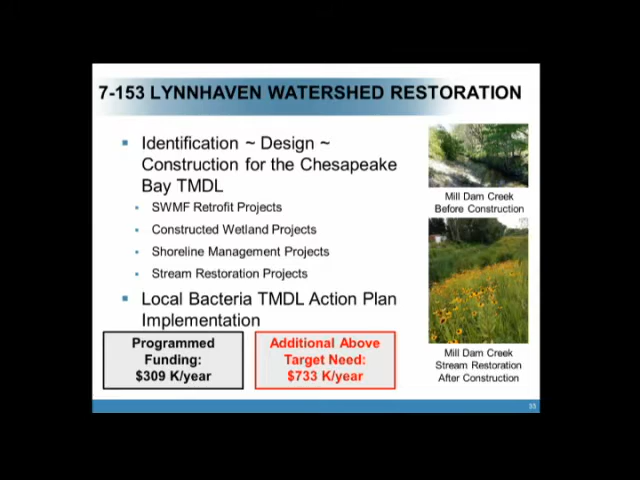 7-153 LYNNHAVEN WATERSHED RESTORATION
▪ Identification ~ Design ~
Construction for the Chesapeake
Bay TMDL
▪ SWMF Retrofit Projects
▪ Constructed Wetland Projects
▪ Shoreline Management Projects
▪ Stream Restoration Projects
▪ Local Bacteria TMDL Action Plan
Implementation
Programmed
Funding:
$309 K/year
Additional Above
Target Need:
$733 K/year
Mill Dam Creek
Before Construction
Mill Dam Creek
Stream Restoration
After Construction